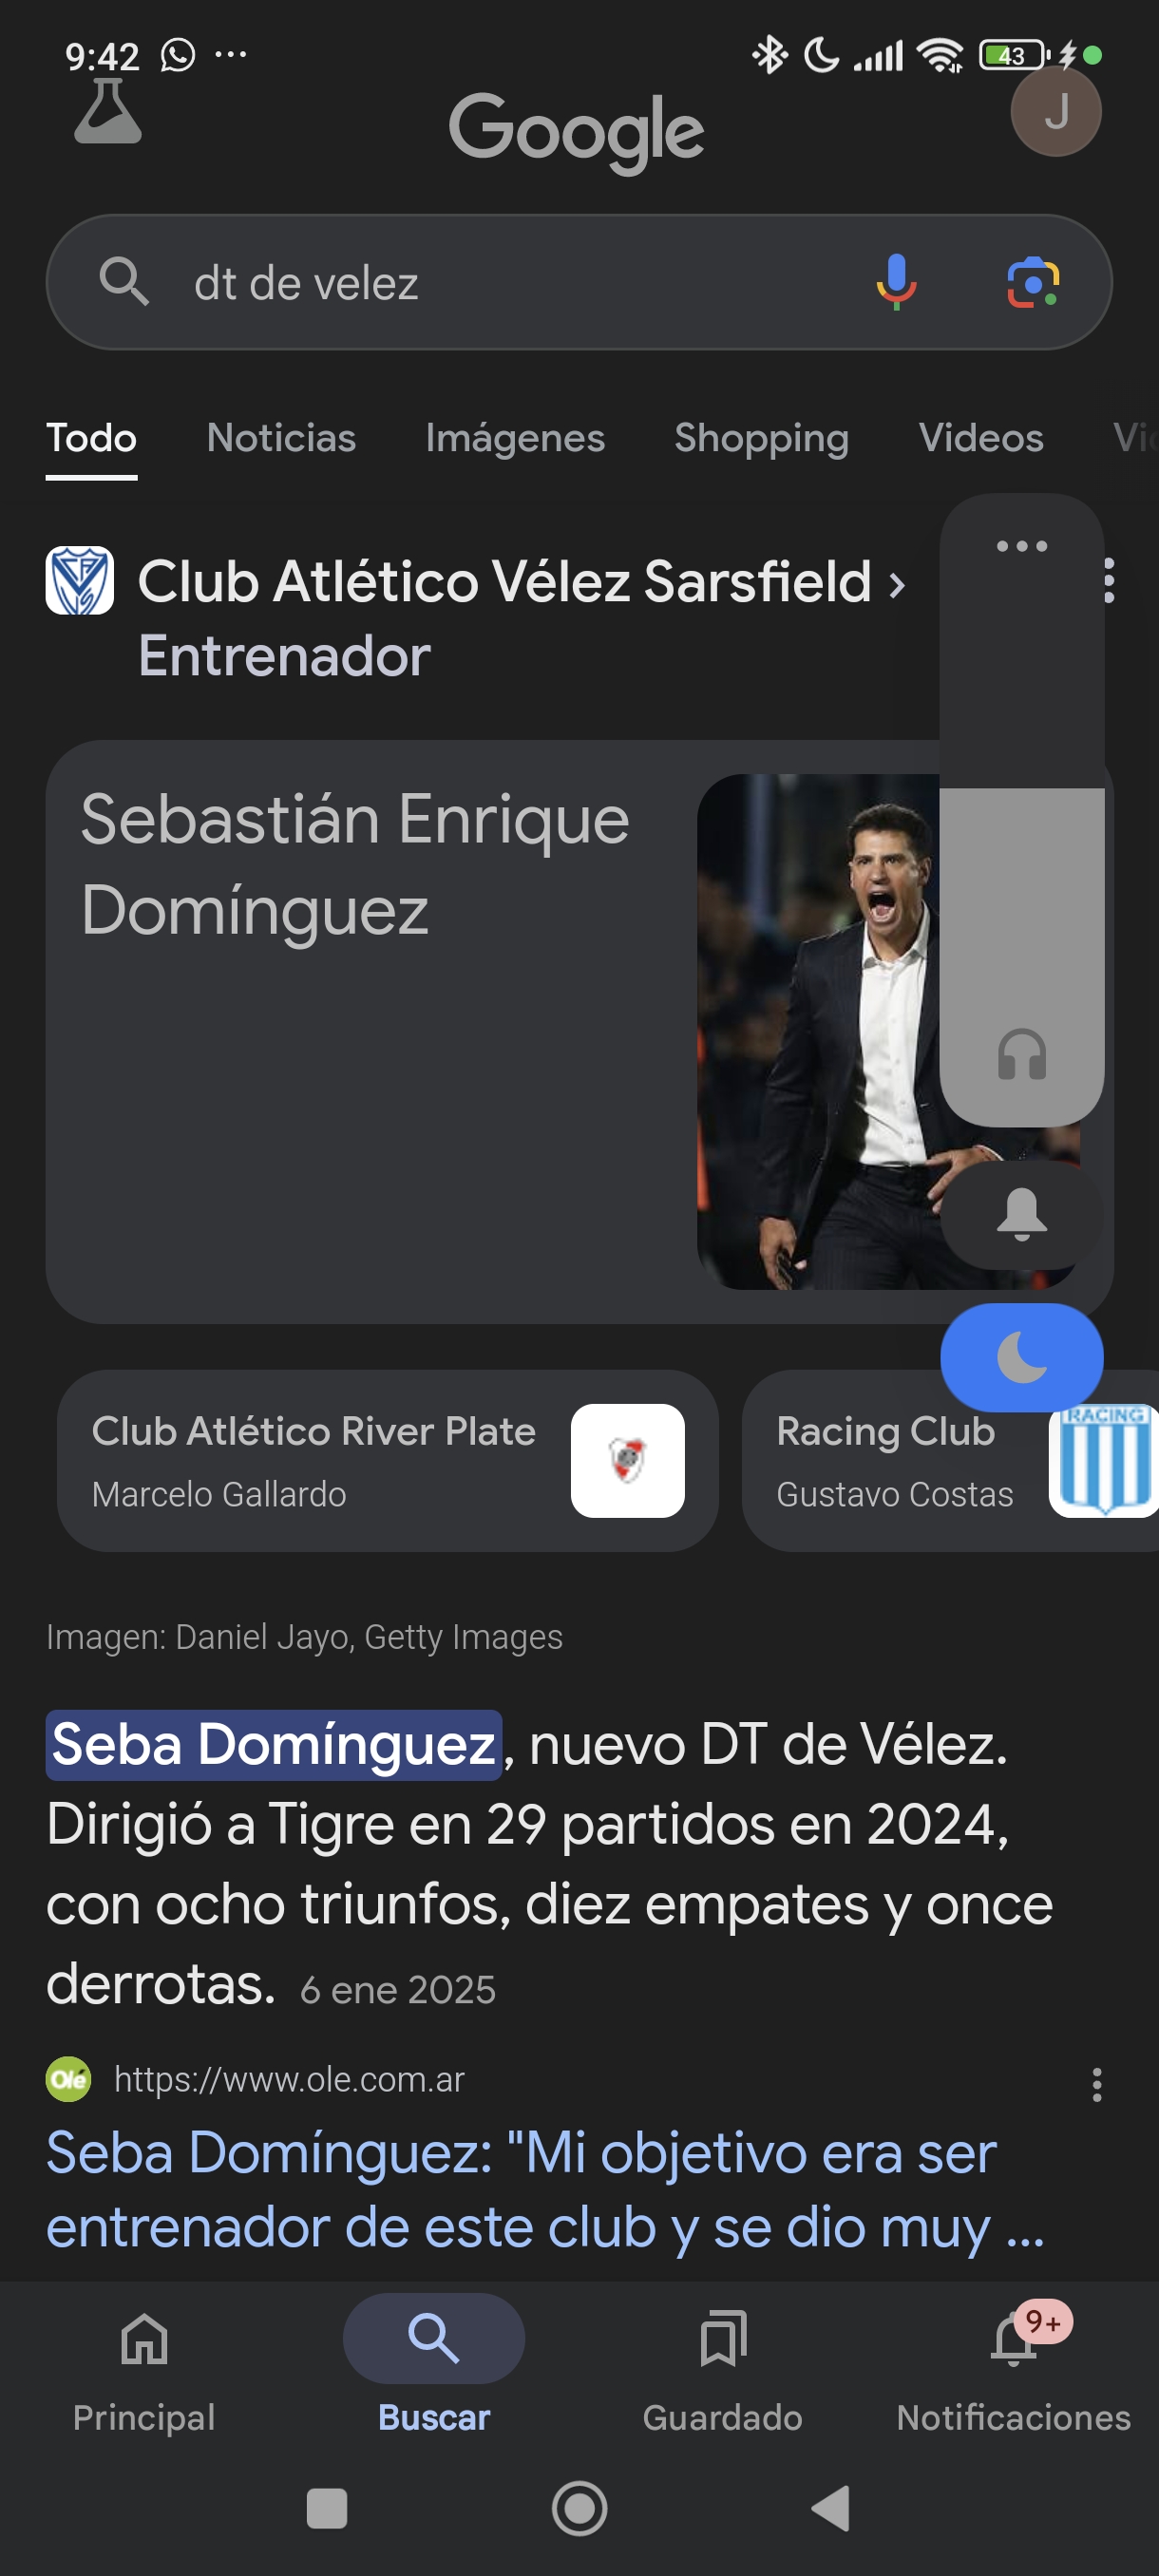 9:42
43
Google
J
dt de velez
Todo Noticias Imágenes Shopping Videos
Club Atlético Vélez Sarsfield ›
Entrenador
Sebastián Enrique
Domínguez
Club Atlético River Plate
Marcelo Gallardo
Racing Club
Gustavo Costas
RACING
Imagen: Daniel Jayo, Getty Images
Seba Domínguez, nuevo DT de Vélez.
Dirigió a Tigre en 29 partidos en 2024,
con ocho triunfos, diez empates y once
derrotas. 6 ene 2025
Olé
https://www.ole.com.ar
Seba Domínguez: "Mi objetivo era ser
entrenador de este club y se dio muy ...
9+
Principal Buscar Guardado Notificaciones